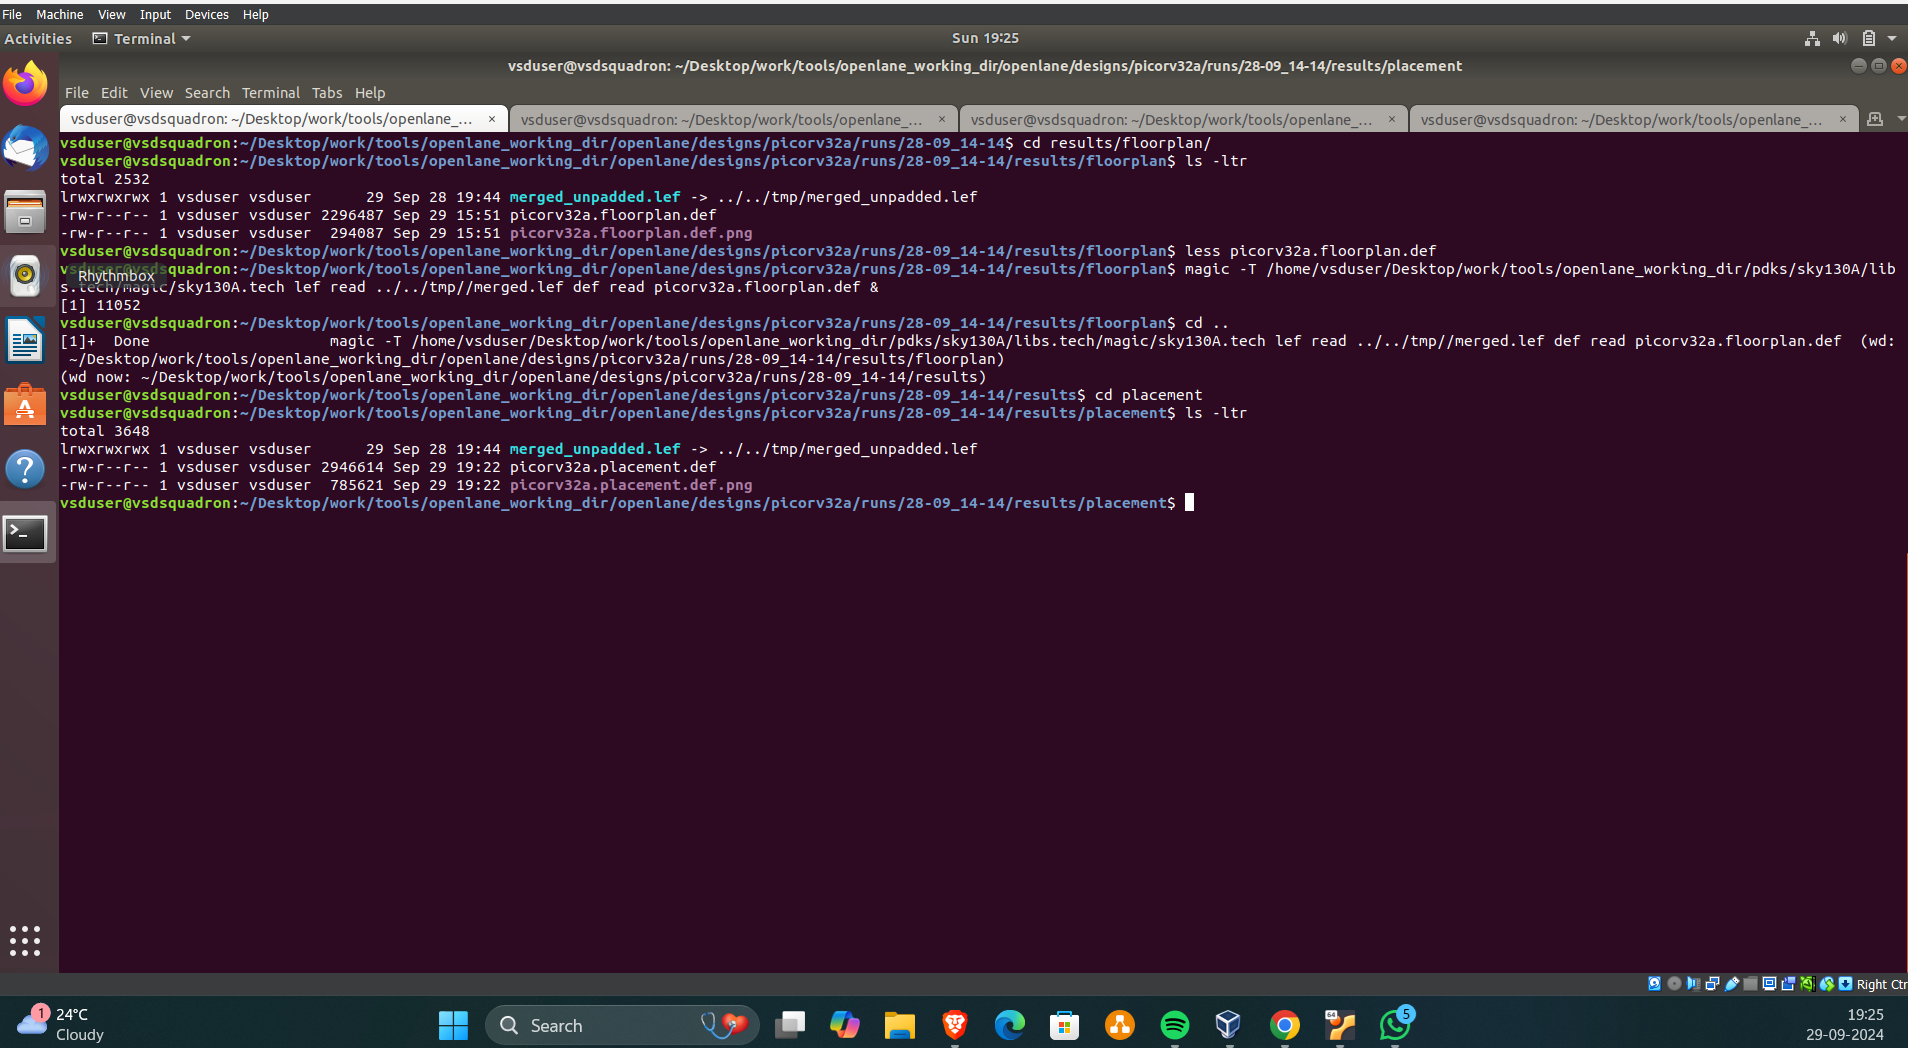 File Machine View Input Devices Help
Activities Terminal Sun 19:25
vsduser@vsdsquadron: ~/Desktop/work/tools/openlane_working_dir/openlane/designs/picorv32a/runs/28-09_14-14/results/placement
File Edit View Search Terminal Tabs Help
vsduser@vsdsquadron: ~/Desktop/work/tools/openlane_... × vsduser@vsdsquadron: ~/Desktop/work/tools/openlane_... × vsduser@vsdsquadron: ~/Desktop/work/tools/openlane_... × vsduser@vsdsquadron: ~/Desktop/work/tools/openlane_... ×
vsduser@vsdsquadron:~/Desktop/work/tools/openlane_working_dir/openlane/designs/picorv32a/runs/28-09_14-14$ cd results/floorplan/
vsduser@vsdsquadron:~/Desktop/work/tools/openlane_working_dir/openlane/designs/picorv32a/runs/28-09_14-14/results/floorplan$ ls -ltr
total 2532
lrwxrwxrwx 1 vsduser vsduser      29 Sep 28 19:44 merged_unpadded.lef -> ../../tmp/merged_unpadded.lef
-rw-r--r-- 1 vsduser vsduser 2296487 Sep 29 15:51 picorv32a.floorplan.def
-rw-r--r-- 1 vsduser vsduser  294087 Sep 29 15:51 picorv32a.floorplan.def.png
vsduser@vsdsquadron:~/Desktop/work/tools/openlane_working_dir/openlane/designs/picorv32a/runs/28-09_14-14/results/floorplan$ less picorv32a.floorplan.def
vsduser@vsdsquadron:~/Desktop/work/tools/openlane_working_dir/openlane/designs/picorv32a/runs/28-09_14-14/results/floorplan$ magic -T /home/vsduser/Desktop/work/tools/openlane_working_dir/pdks/sky130A/lib
Rhythmbox
s.tech/magic/sky130A.tech lef read ../../tmp//merged.lef def read picorv32a.floorplan.def &
[1] 11052
vsduser@vsdsquadron:~/Desktop/work/tools/openlane_working_dir/openlane/designs/picorv32a/runs/28-09_14-14/results/floorplan$ cd ..
[1]+  Done                    magic -T /home/vsduser/Desktop/work/tools/openlane_working_dir/pdks/sky130A/libs.tech/magic/sky130A.tech lef read ../../tmp//merged.lef def read picorv32a.floorplan.def  (wd:
~/Desktop/work/tools/openlane_working_dir/openlane/designs/picorv32a/runs/28-09_14-14/results/floorplan)
(wd now: ~/Desktop/work/tools/openlane_working_dir/openlane/designs/picorv32a/runs/28-09_14-14/results)
vsduser@vsdsquadron:~/Desktop/work/tools/openlane_working_dir/openlane/designs/picorv32a/runs/28-09_14-14/results$ cd placement
vsduser@vsdsquadron:~/Desktop/work/tools/openlane_working_dir/openlane/designs/picorv32a/runs/28-09_14-14/results/placement$ ls -ltr
total 3648
lrwxrwxrwx 1 vsduser vsduser      29 Sep 28 19:44 merged_unpadded.lef -> ../../tmp/merged_unpadded.lef
-rw-r--r-- 1 vsduser vsduser 2946614 Sep 29 19:22 picorv32a.placement.def
-rw-r--r-- 1 vsduser vsduser  785621 Sep 29 19:22 picorv32a.placement.def.png
vsduser@vsdsquadron:~/Desktop/work/tools/openlane_working_dir/openlane/designs/picorv32a/runs/28-09_14-14/results/placement$
Right Ctr
1 24°C
Cloudy
Search
64
5
19:25
29-09-2024